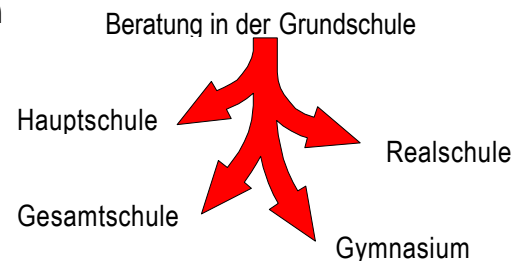 Beratung in der Grundschule
Hauptschule
Realschule
Gesamtschule
Gymnasium